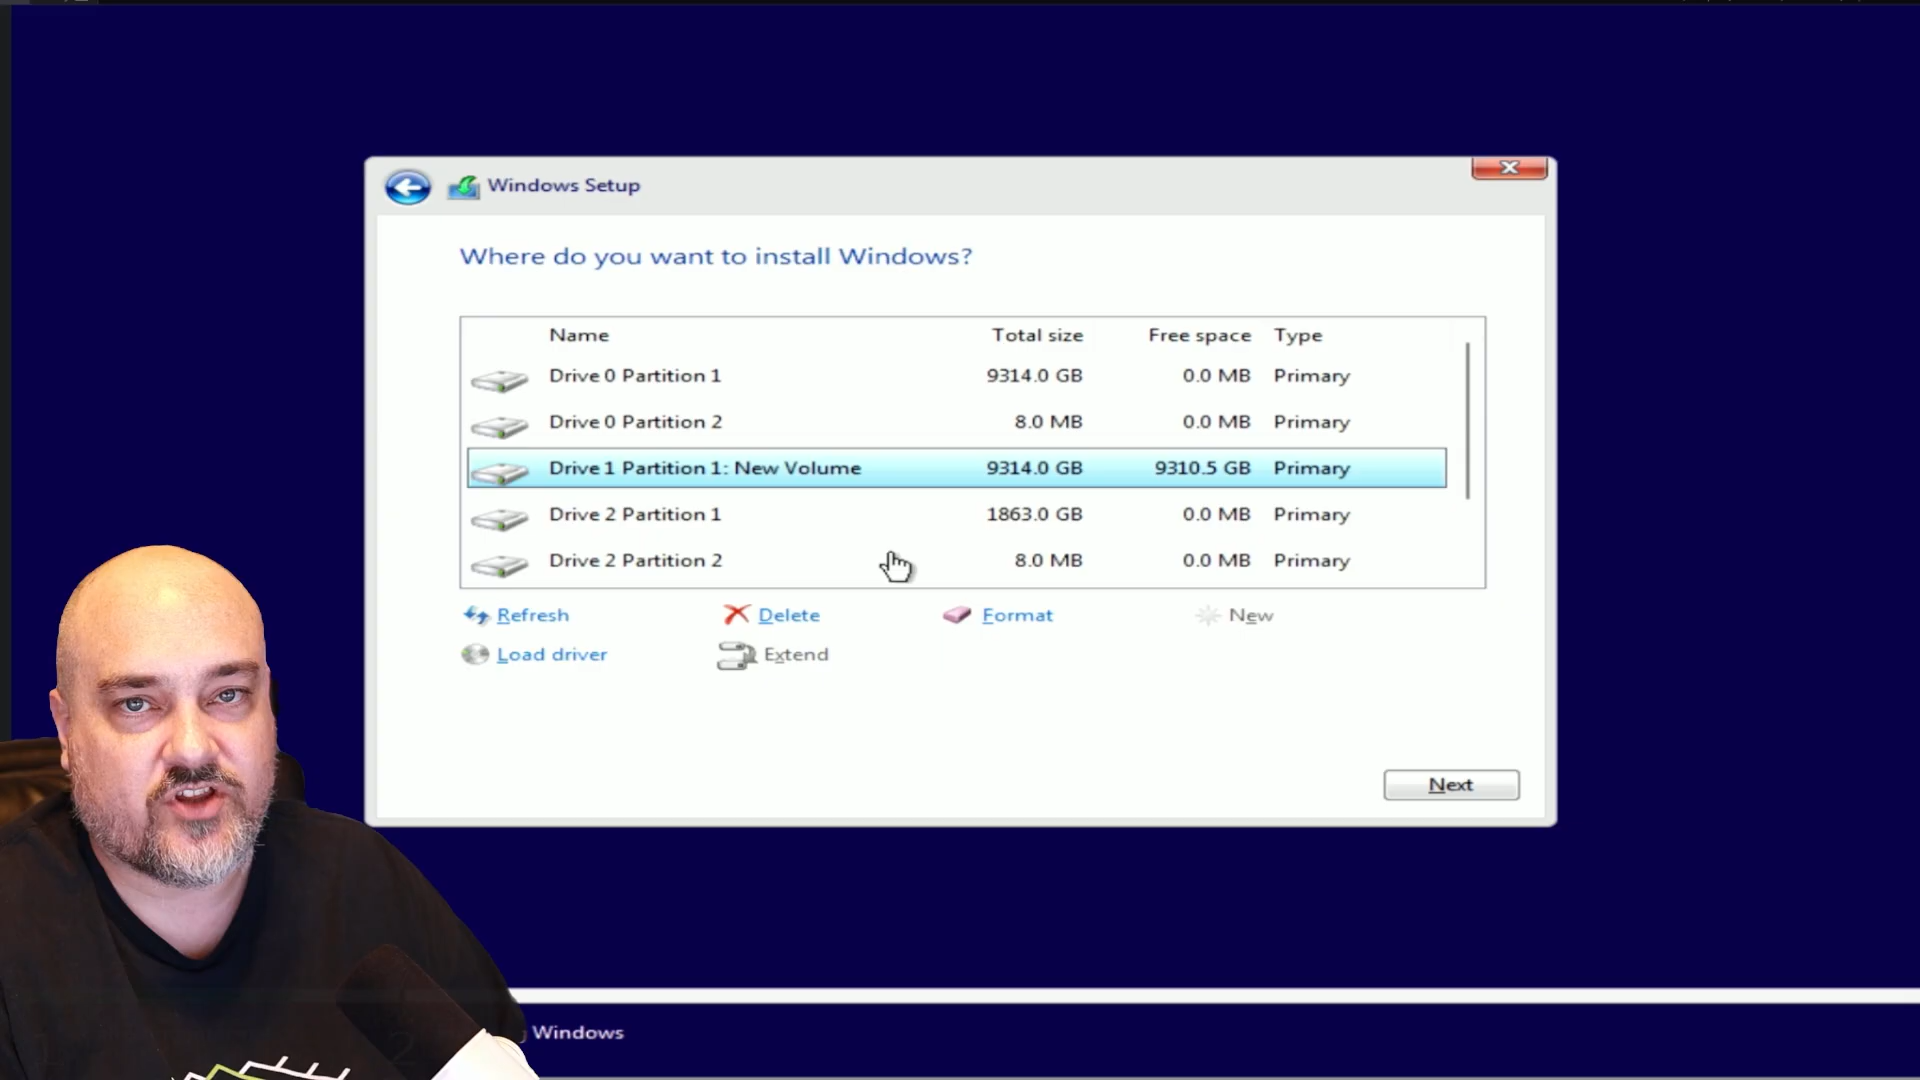 Windows Setup
Where do you want to install Windows?
Name Total size Free space Type
Drive 0 Partition 1 9314.0 GB 0.0 MB Primary
Drive 0 Partition 2 8.0 MB 0.0 MB Primary
Drive 1 Partition 1: New Volume 9314.0 GB 9310.5 GB Primary
Drive 2 Partition 1 1863.0 GB 0.0 MB Primary
Drive 2 Partition 2 8.0 MB 0.0 MB Primary
Refresh Delete Format New
Load driver Extend
Next
Windows